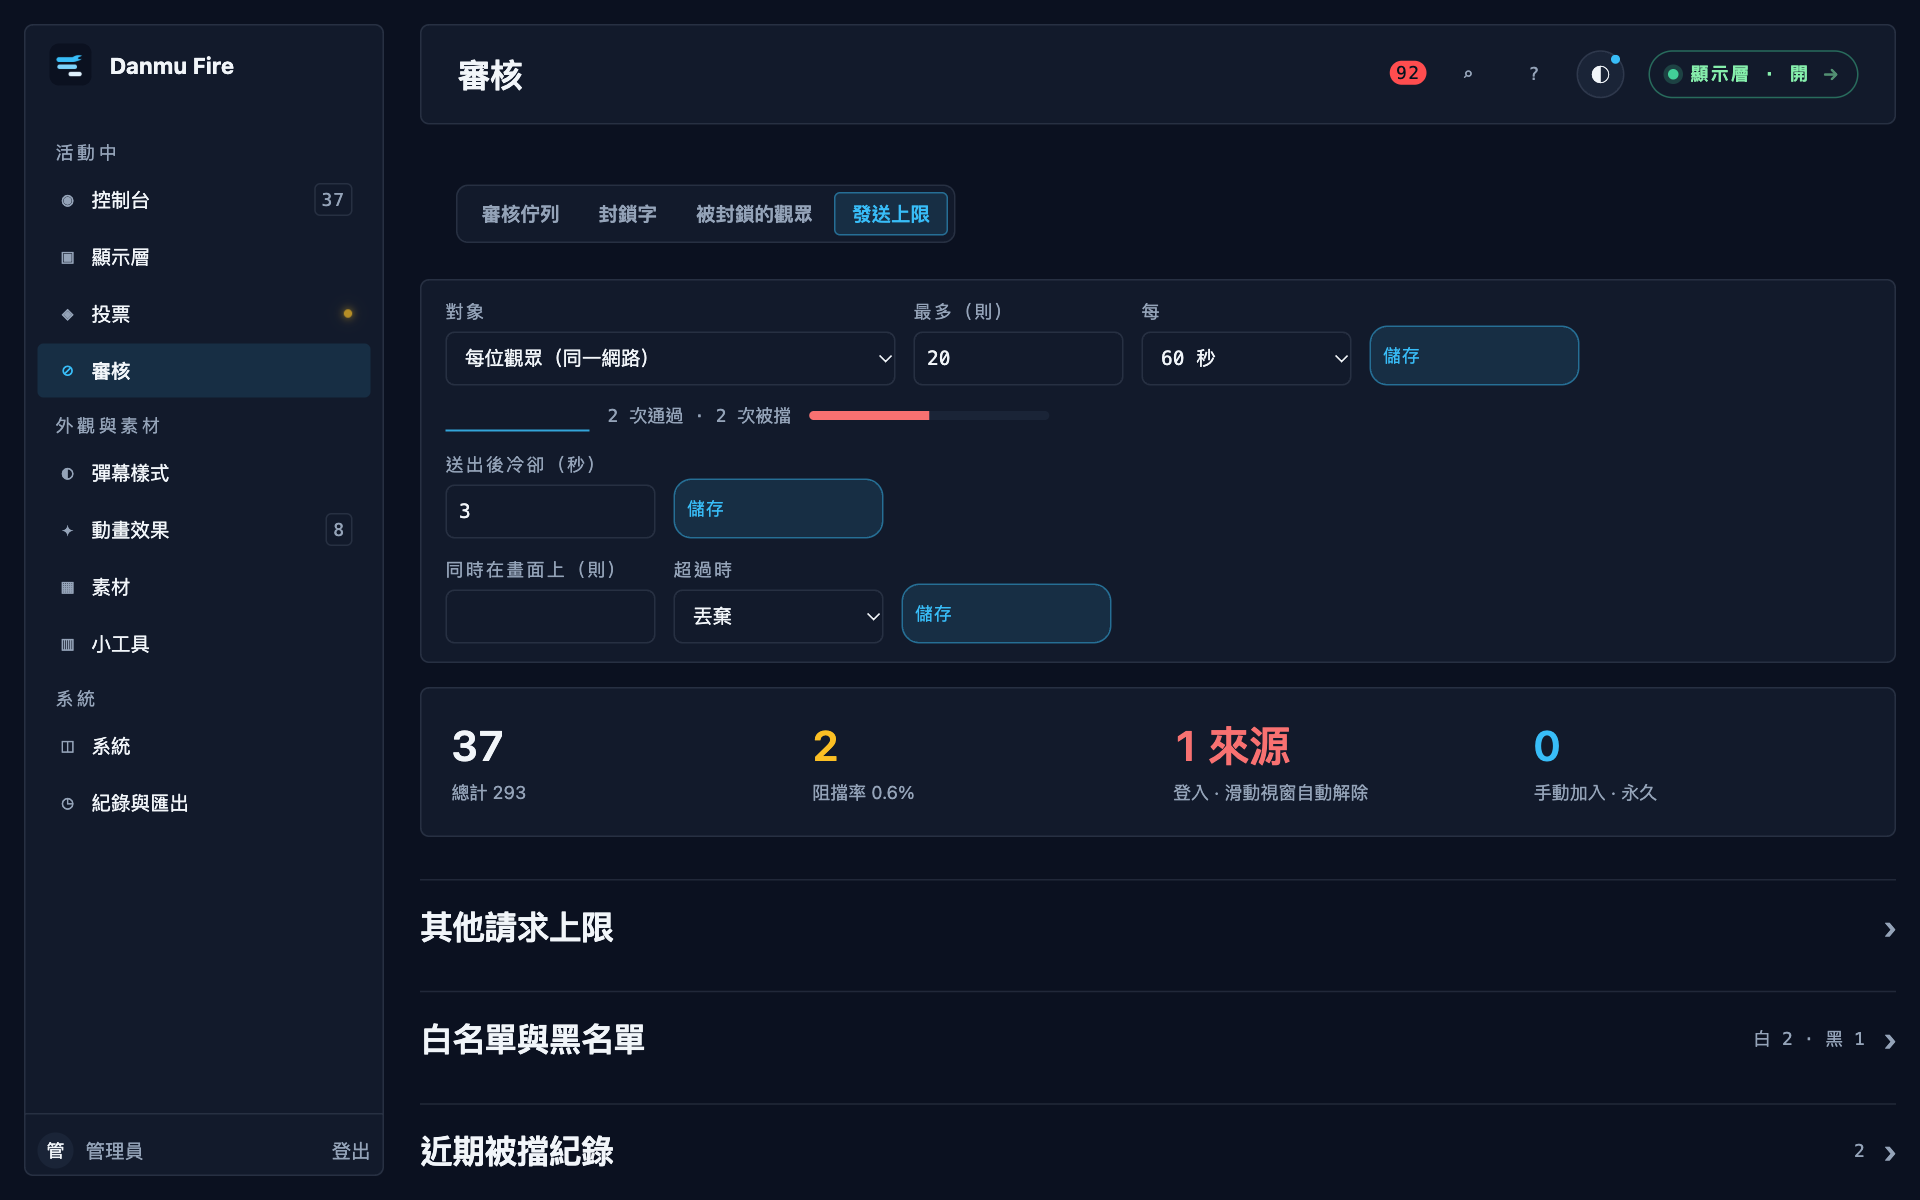 Danmu Fire
活動中
控制台 37
顯示層
投票
審核
外觀與素材
彈幕樣式
動畫效果 8
素材
小工具
系統
系統
紀錄與匯出
管 管理員 登出
審核
92 ? 顯示層 · 開 →
審核佇列 封鎖字 被封鎖的觀眾 發送上限
對象 最多（則） 每
每位觀眾（同一網路） 20 60 秒 儲存
2 次通過 · 2 次被擋
送出後冷卻（秒）
3 儲存
同時在畫面上（則） 超過時
丟棄 儲存
37 2 1 來源 0
總計 293 阻擋率 0.6% 登入 · 滑動視窗自動解除 手動加入 · 永久
其他請求上限
白名單與黑名單 白 2 · 黑 1
近期被擋紀錄 2